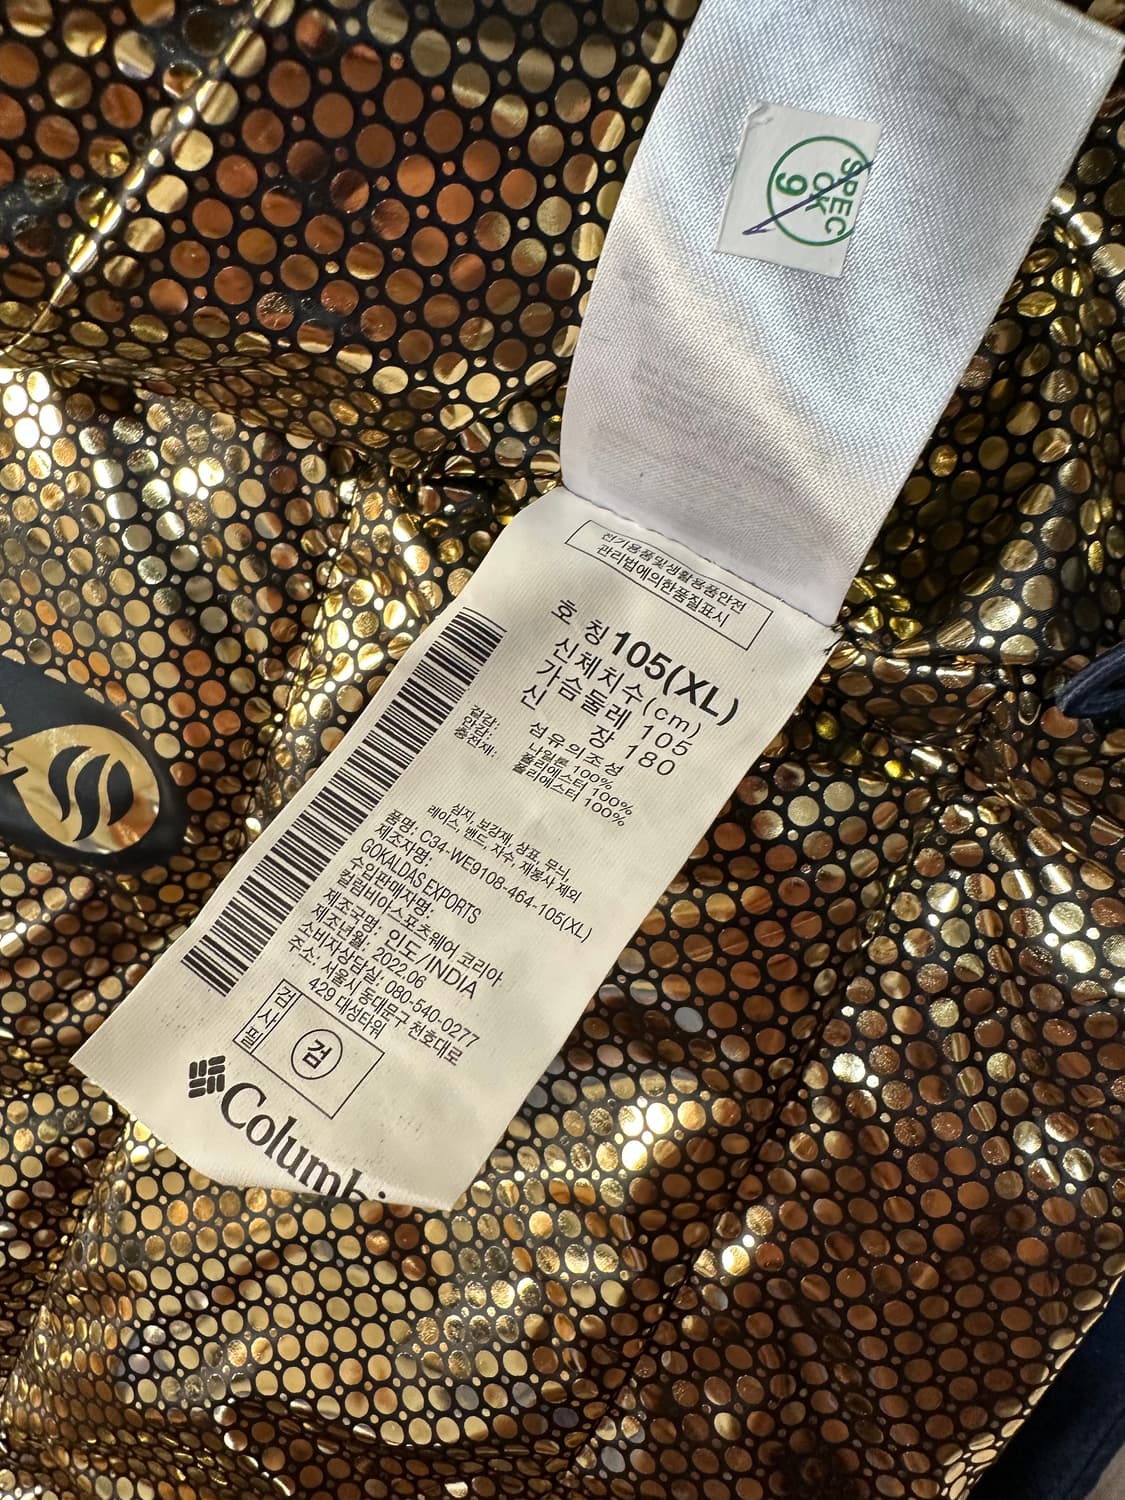 SPEC
OK
9
전기용품및생활용품안전
관리법에의한품질표시
호 칭 105(XL)
신체치수(cm)
가슴둘레 105
신 장 180
섬유의조성
겉감: 나일론 100%
안감: 폴리에스터 100%
충전재: 폴리에스터 100%
심지, 보강재, 상표, 무늬,
레이스, 밴드, 자수, 재봉사 제외
품명: C34-WE9108-464-105(XL)
제조자명:
GOKALDAS EXPORTS
수입판매자명:
컬럼비아스포츠웨어 코리아
제조국명: 인도/INDIA
제조년월: 2022.06
소비자상담실: 080-540-0277
주소: 서울시 동대문구 천호대로
429 대성타워
검사필
검
Columbi